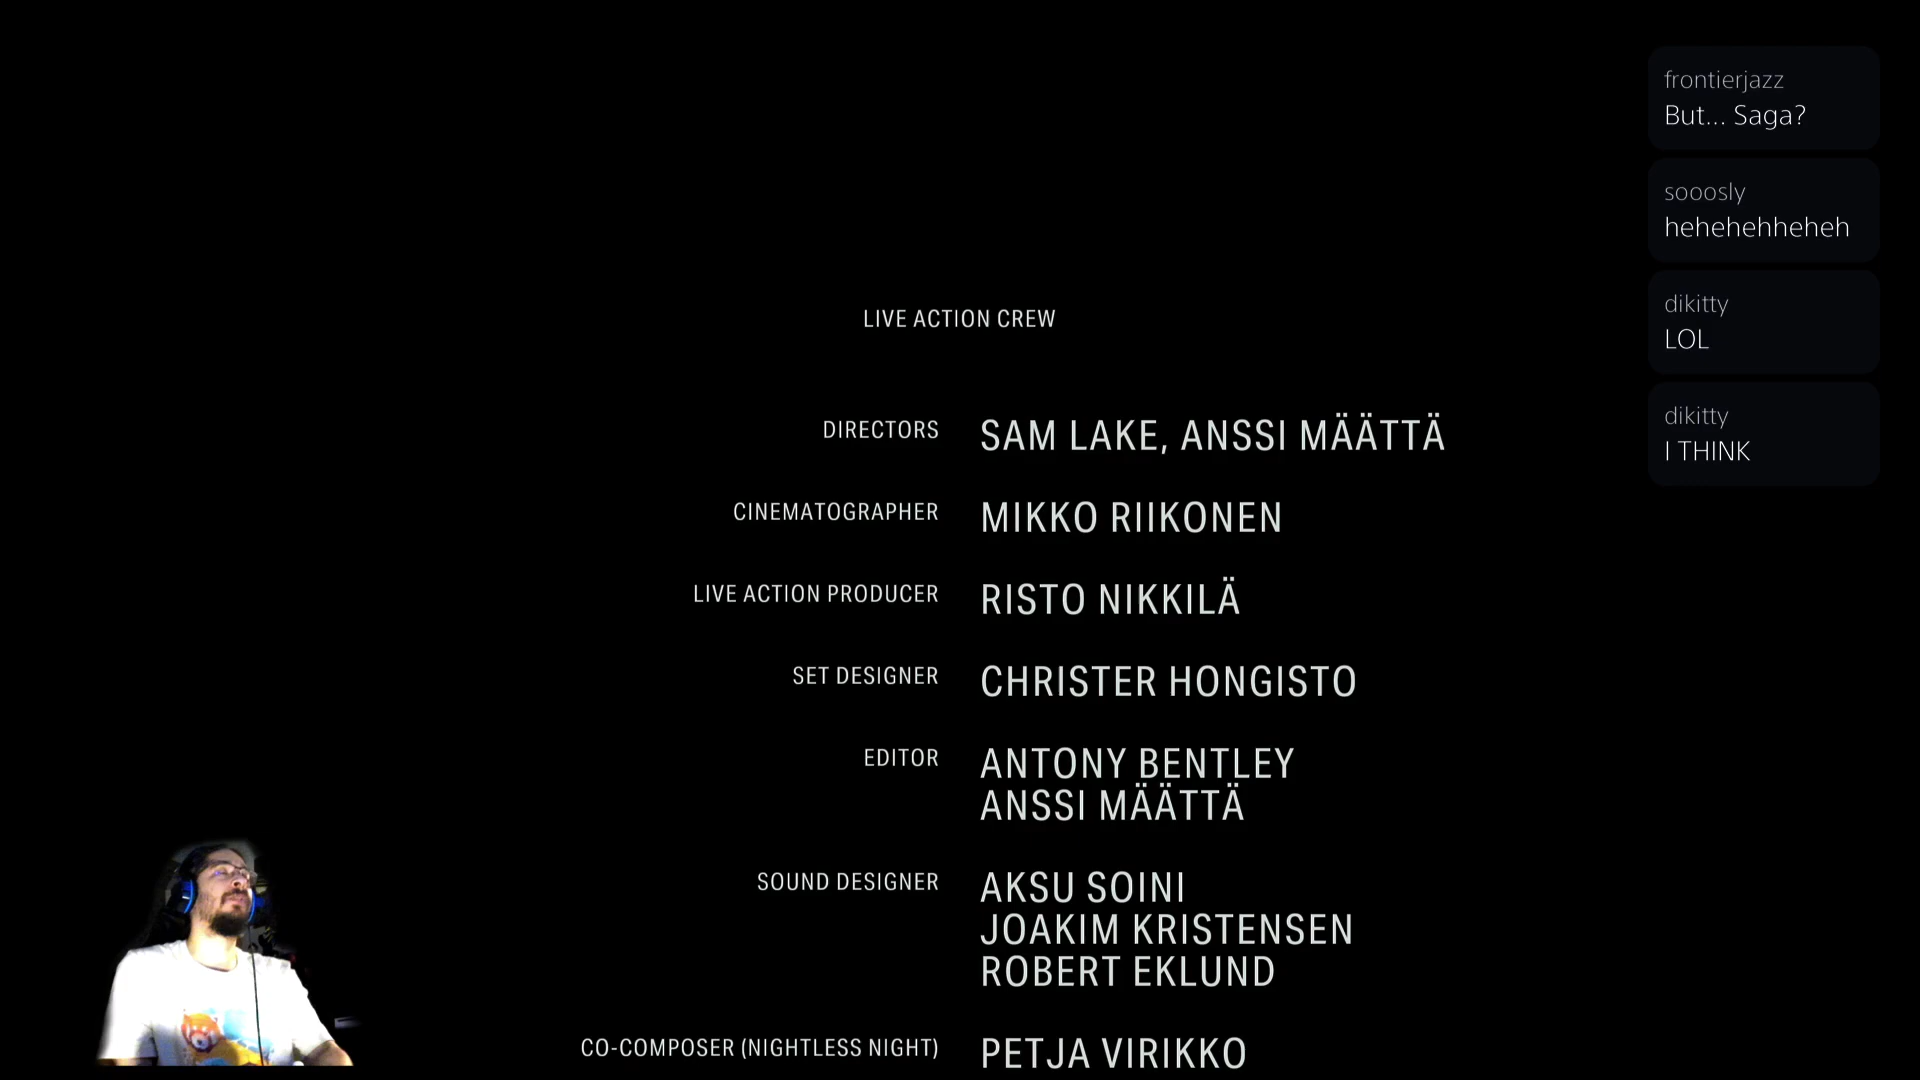 LIVE ACTION CREW
DIRECTORS SAM LAKE, ANSSI MÄÄTTÄ
CINEMATOGRAPHER MIKKO RIIKONEN
LIVE ACTION PRODUCER RISTO NIKKILÄ
SET DESIGNER CHRISTER HONGISTO
EDITOR ANTONY BENTLEY
ANSSI MÄÄTTÄ
SOUND DESIGNER AKSU SOINI
JOAKIM KRISTENSEN
ROBERT EKLUND
CO-COMPOSER (NIGHTLESS NIGHT) PETJA VIRIKKO
frontierjazz
But... Saga?
sooosly
hehehehheheh
dikitty
LOL
dikitty
I THINK